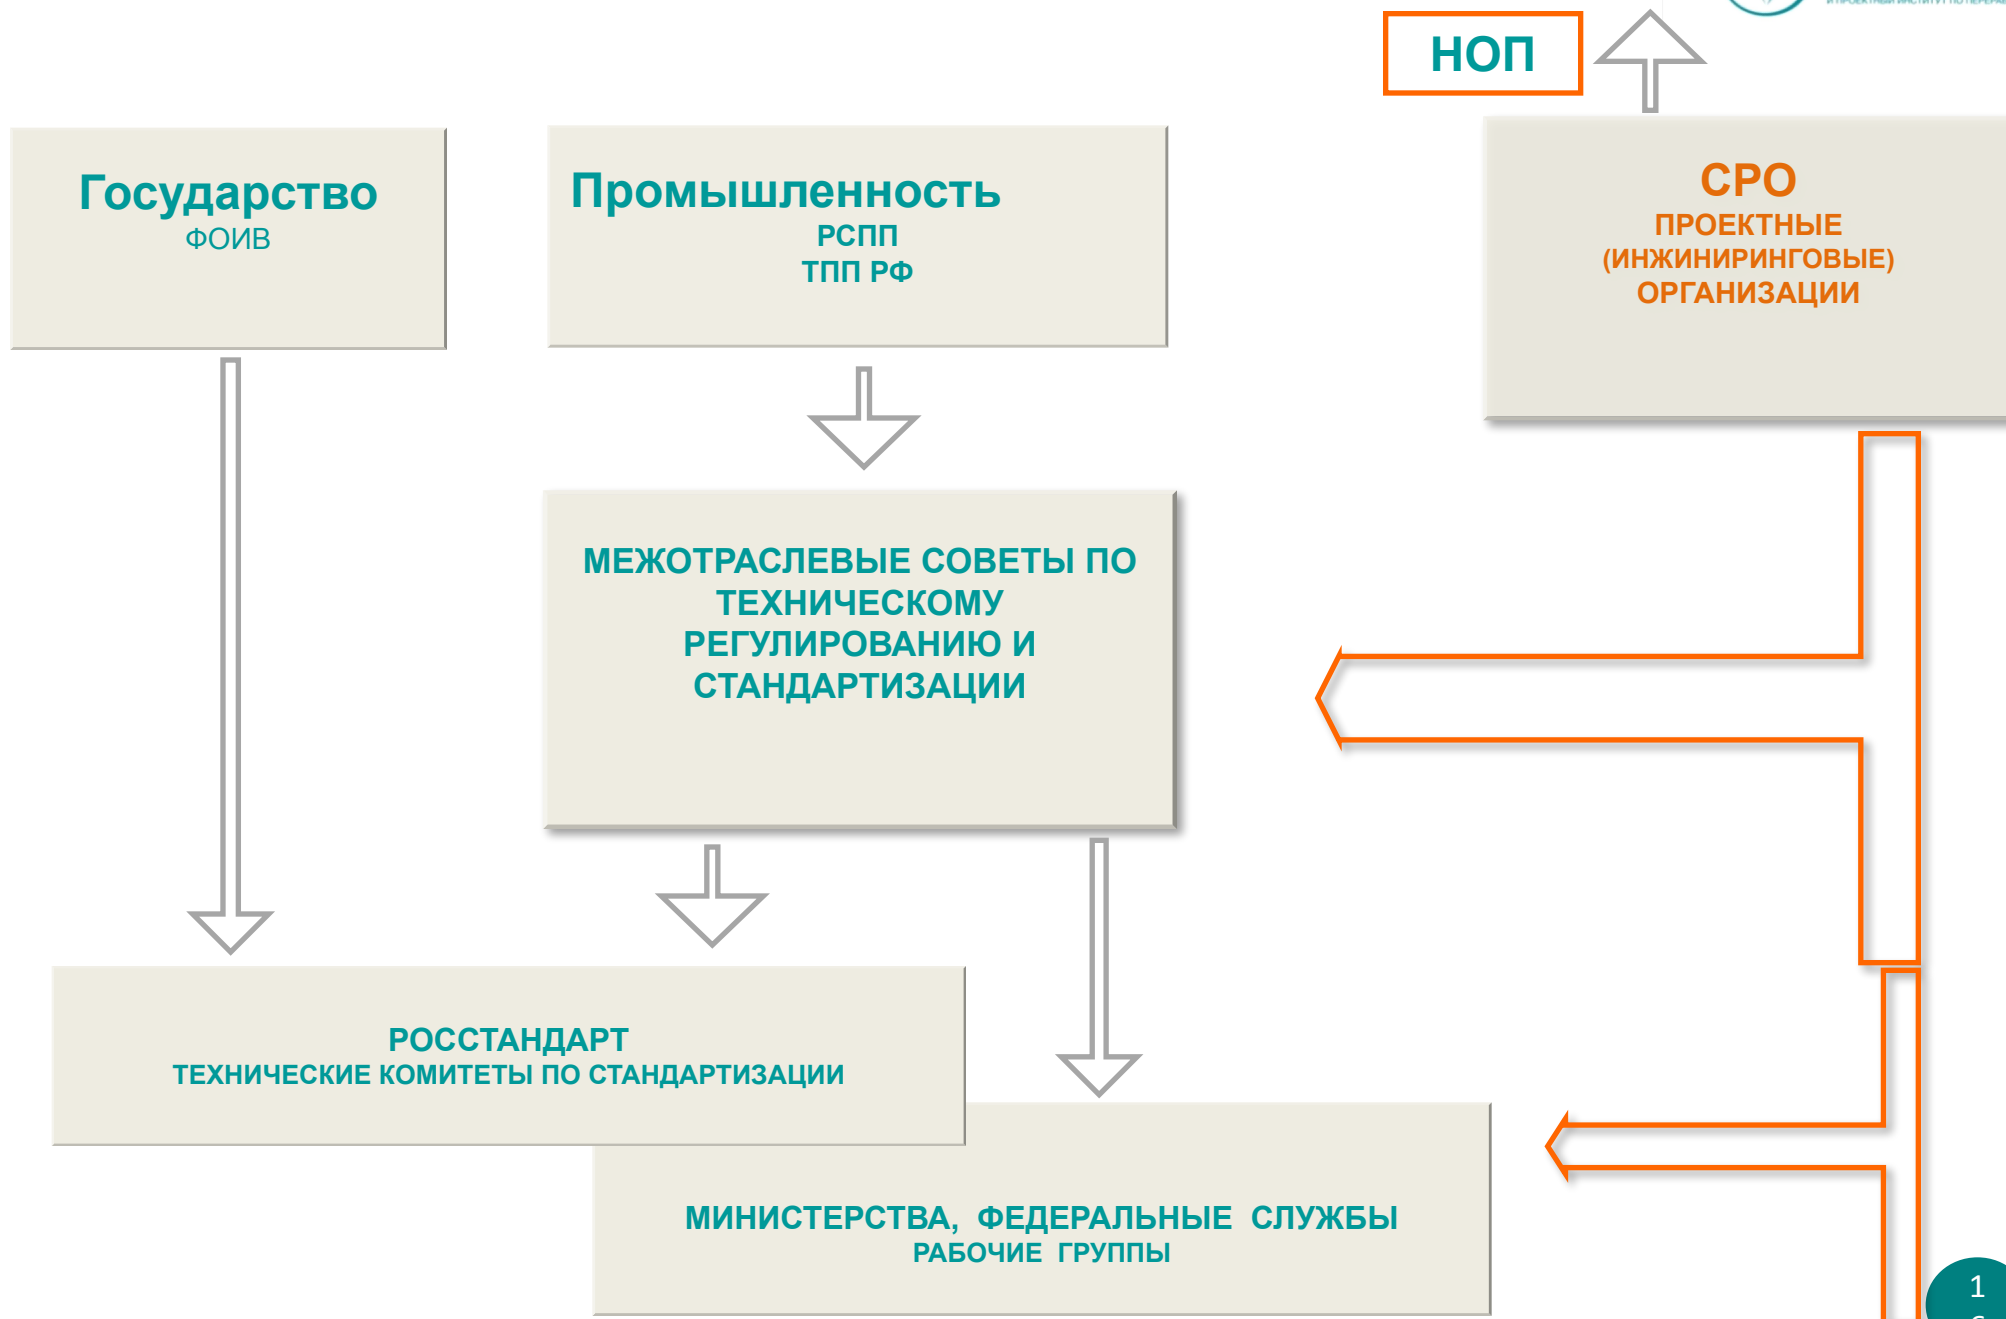 НОП
Государство
ФОИВ
Промышленность
РСПП
ТПП РФ
СРО
ПРОЕКТНЫЕ
(ИНЖИНИРИНГОВЫЕ)
ОРГАНИЗАЦИИ
МЕЖОТРАСЛЕВЫЕ СОВЕТЫ ПО
ТЕХНИЧЕСКОМУ
РЕГУЛИРОВАНИЮ И
СТАНДАРТИЗАЦИИ
РОССТАНДАРТ
ТЕХНИЧЕСКИЕ КОМИТЕТЫ ПО СТАНДАРТИЗАЦИИ
МИНИСТЕРСТВА, ФЕДЕРАЛЬНЫЕ СЛУЖБЫ
РАБОЧИЕ ГРУППЫ
1